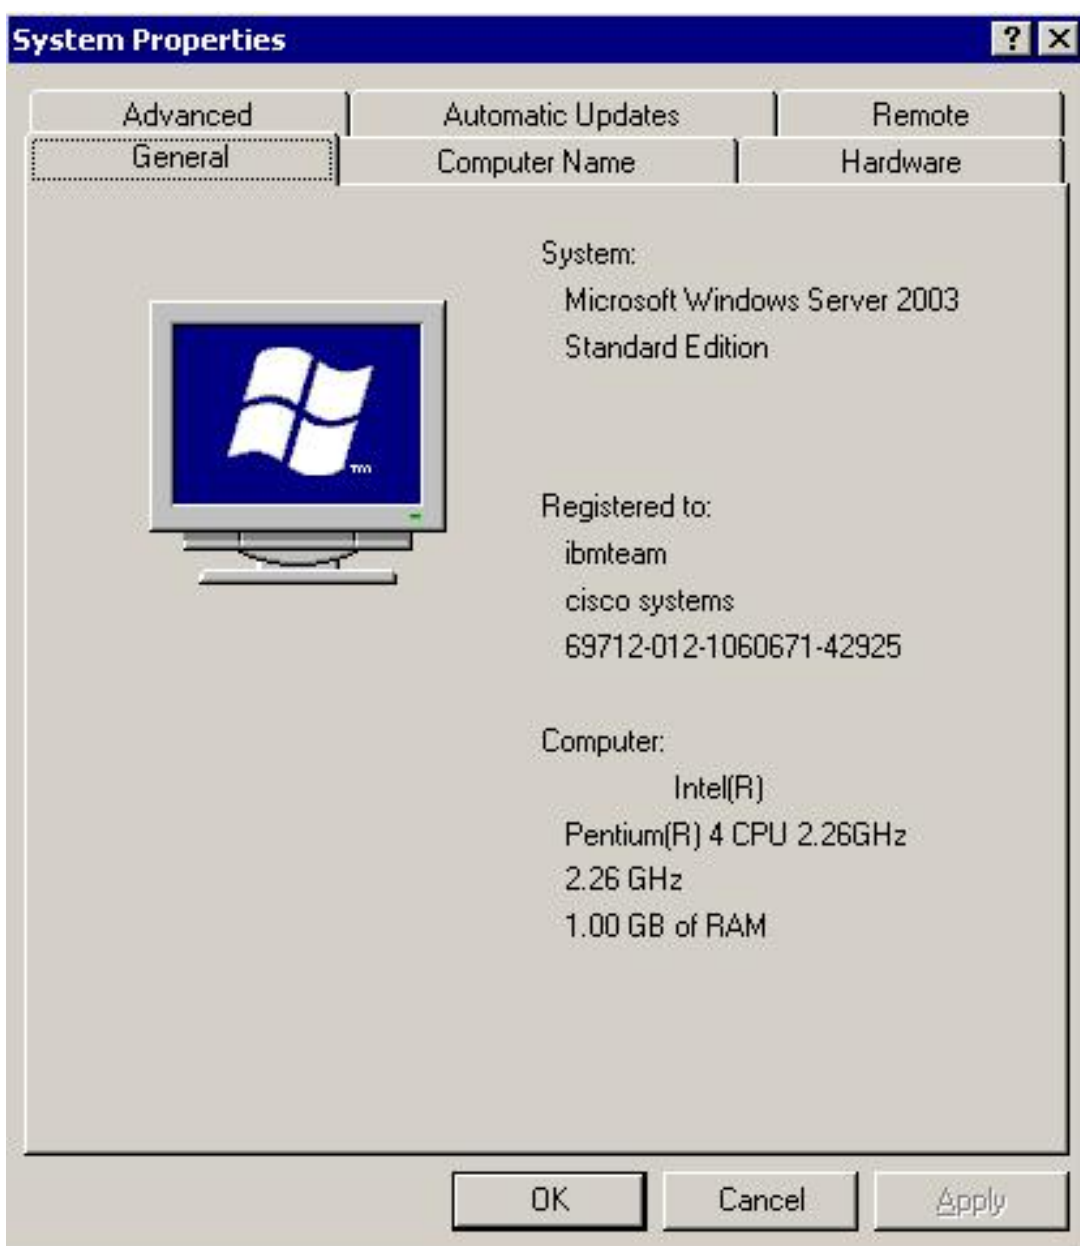 System Properties
Advanced
Automatic Updates
Remote
General
Computer Name
Hardware
System:
Microsoft Windows Server 2003
Standard Edition
TM
Registered to:
ibmteam
cisco systems
69712-012-1060671-42925
Computer:
Intel(R)
Pentium(R) 4 CPU 2.26GHz
2.26 GHz
1.00 GB of RAM
OK
Cancel
Apply